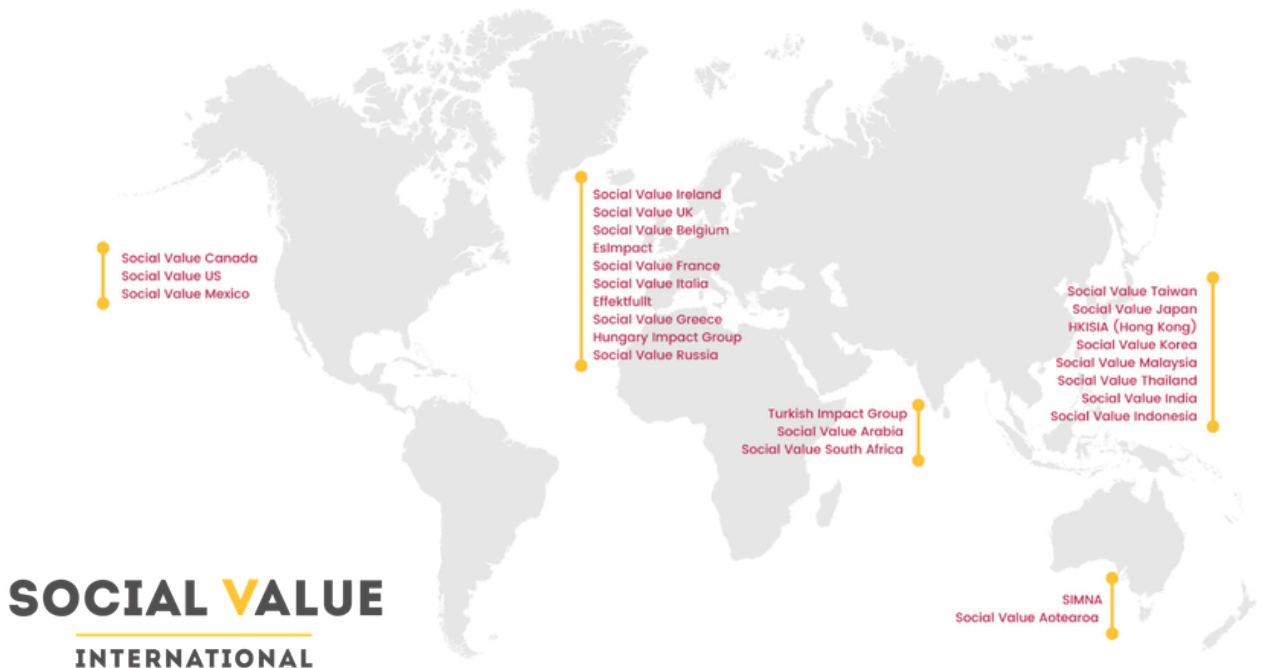 Social Value Canada
Social Value US
Social Value Mexico
Social Value Ireland
Social Value UK
Social Value Belgium
EsImpact
Social Value France
Social Value Italia
Effektfullt
Social Value Greece
Hungary Impact Group
Social Value Russia
Turkish Impact Group
Social Value Arabia
Social Value South Africa
Social Value Taiwan
Social Value Japan
HKISIA (Hong Kong)
Social Value Korea
Social Value Malaysia
Social Value Thailand
Social Value India
Social Value Indonesia
SIMNA
Social Value Aotearoa
SOCIAL VALUE
INTERNATIONAL